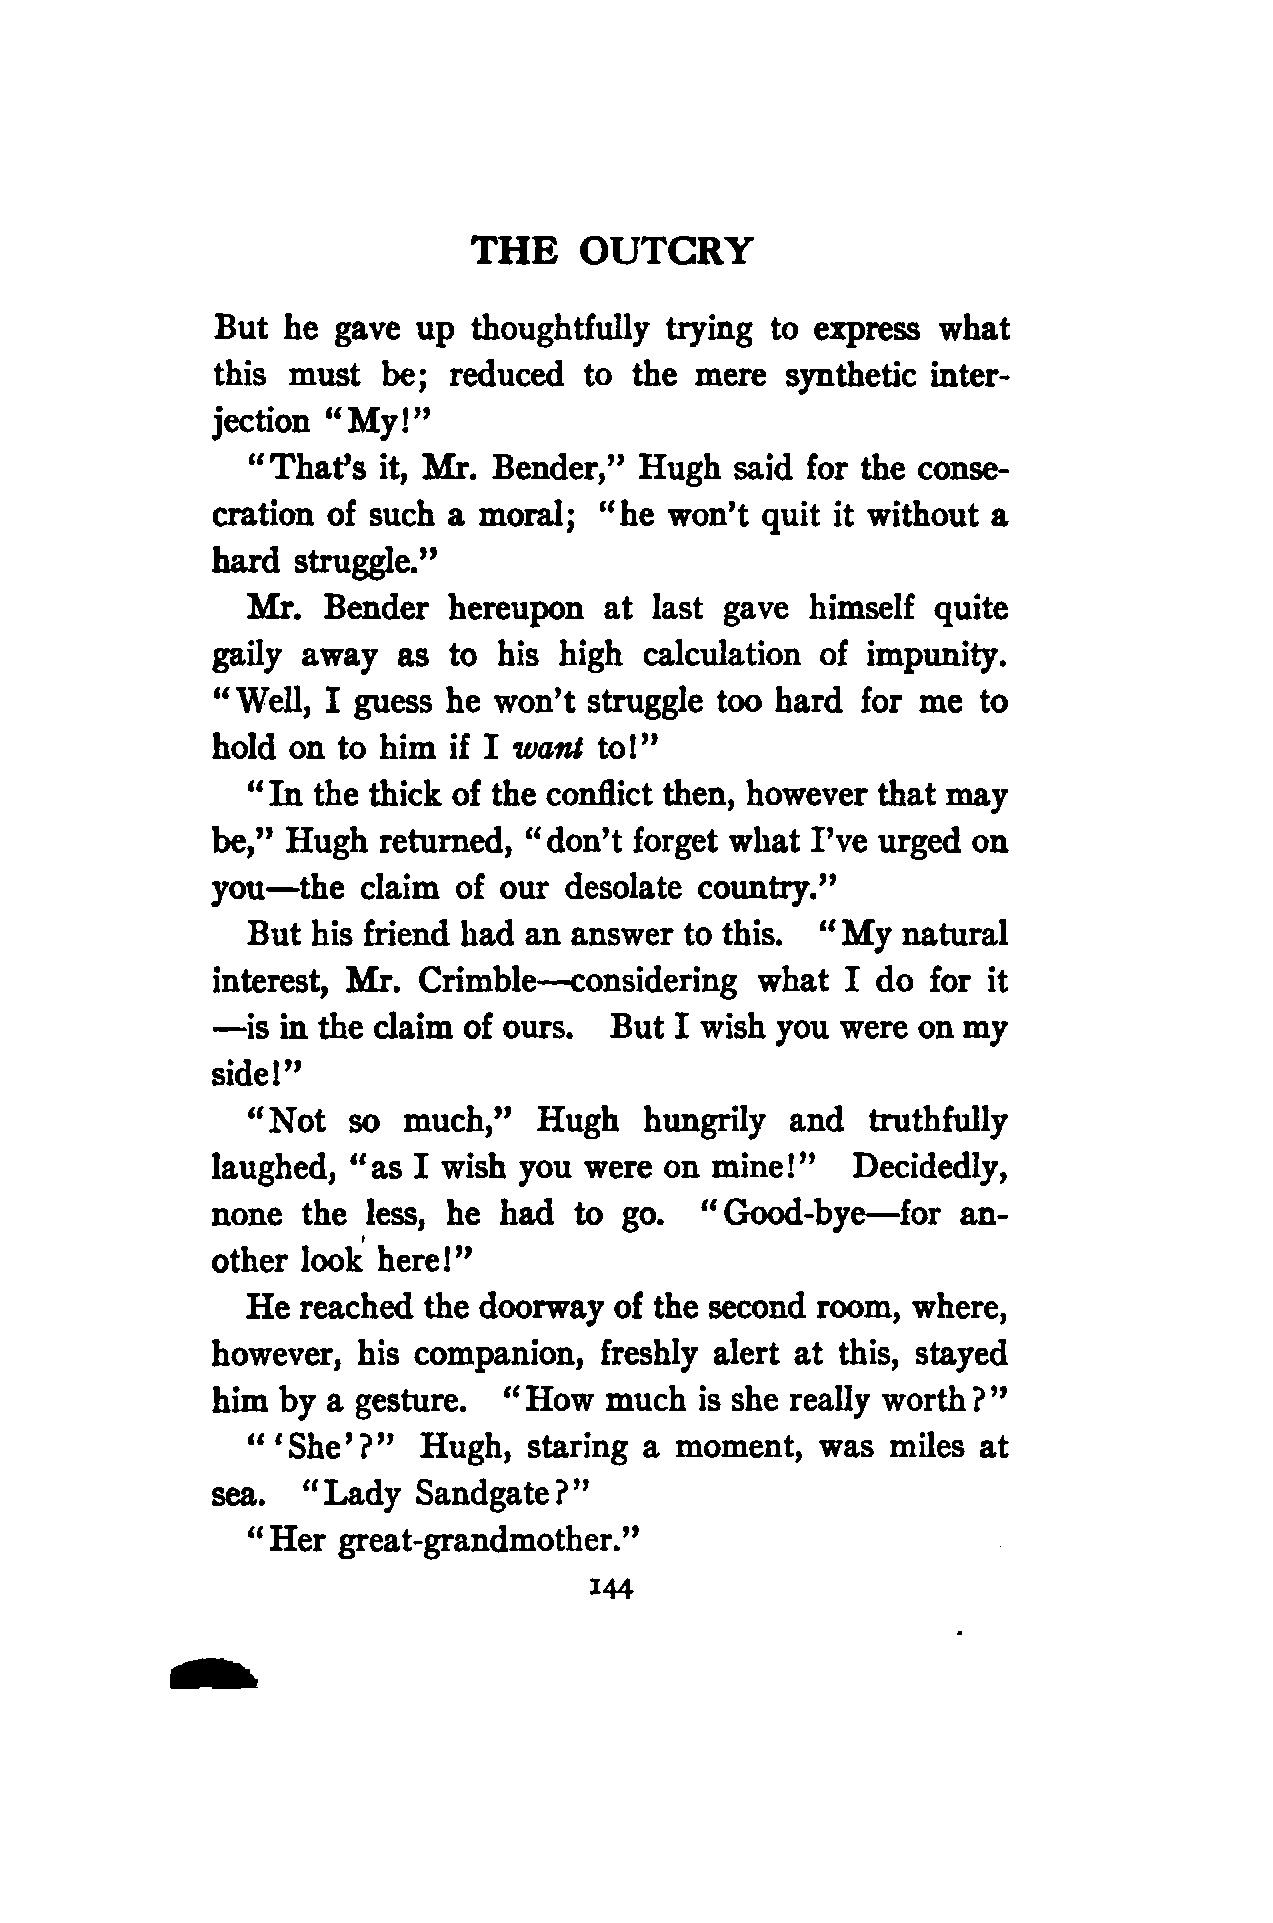 THE OUTCRY
But he gave up thoughtfully trying to express what
this must be; reduced to the mere synthetic inter-
jection “My!”
“That’s it, Mr. Bender,” Hugh said for the conse-
cration of such a moral; “he won’t quit it without a
hard struggle.”
Mr. Bender hereupon at last gave himself quite
gaily away as to his high calculation of impunity.
“Well, I guess he won’t struggle too hard for me to
hold on to him if I want to!”
“In the thick of the conflict then, however that may
be,” Hugh returned, “don’t forget what I’ve urged on
you—the claim of our desolate country.”
But his friend had an answer to this. “My natural
interest, Mr. Crimble—considering what I do for it
—is in the claim of ours. But I wish you were on my
side!”
“Not so much,” Hugh hungrily and truthfully
laughed, “as I wish you were on mine!” Decidedly,
none the less, he had to go. “Good-bye—for an-
other look here!”
He reached the doorway of the second room, where,
however, his companion, freshly alert at this, stayed
him by a gesture. “How much is she really worth?”
“‘She’?” Hugh, staring a moment, was miles at
sea. “Lady Sandgate?”
“Her great-grandmother.”
144